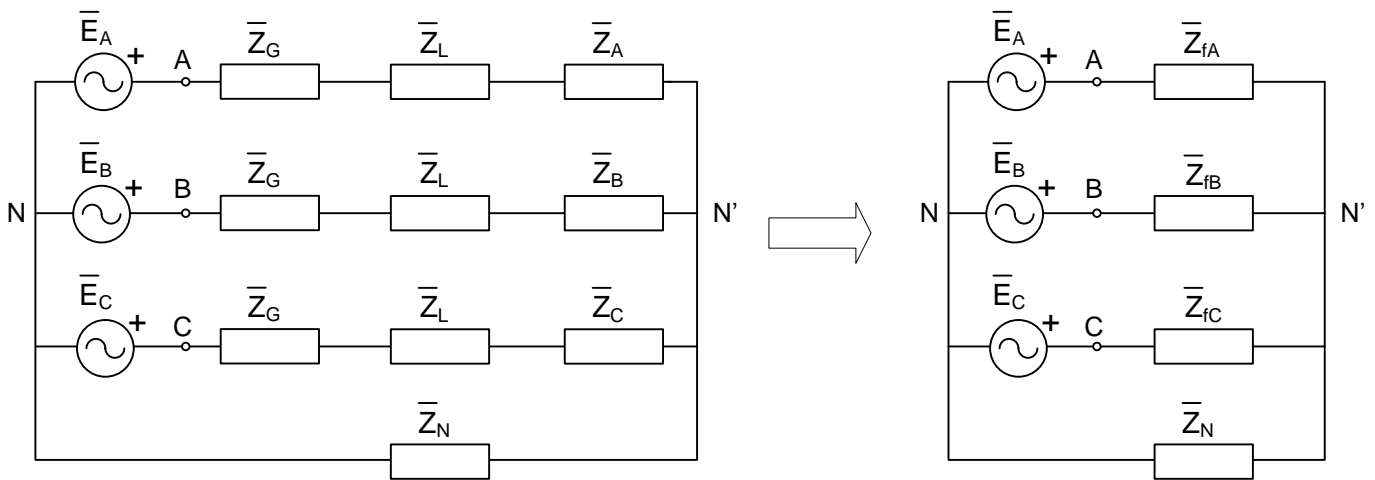 E̅A + A Z̅G Z̅L Z̅A
E̅B + B Z̅G Z̅L Z̅B
N N'
E̅C + C Z̅G Z̅L Z̅C
Z̅N
E̅A + A Z̅fA
E̅B + B Z̅fB
N N'
E̅C + C Z̅fC
Z̅N